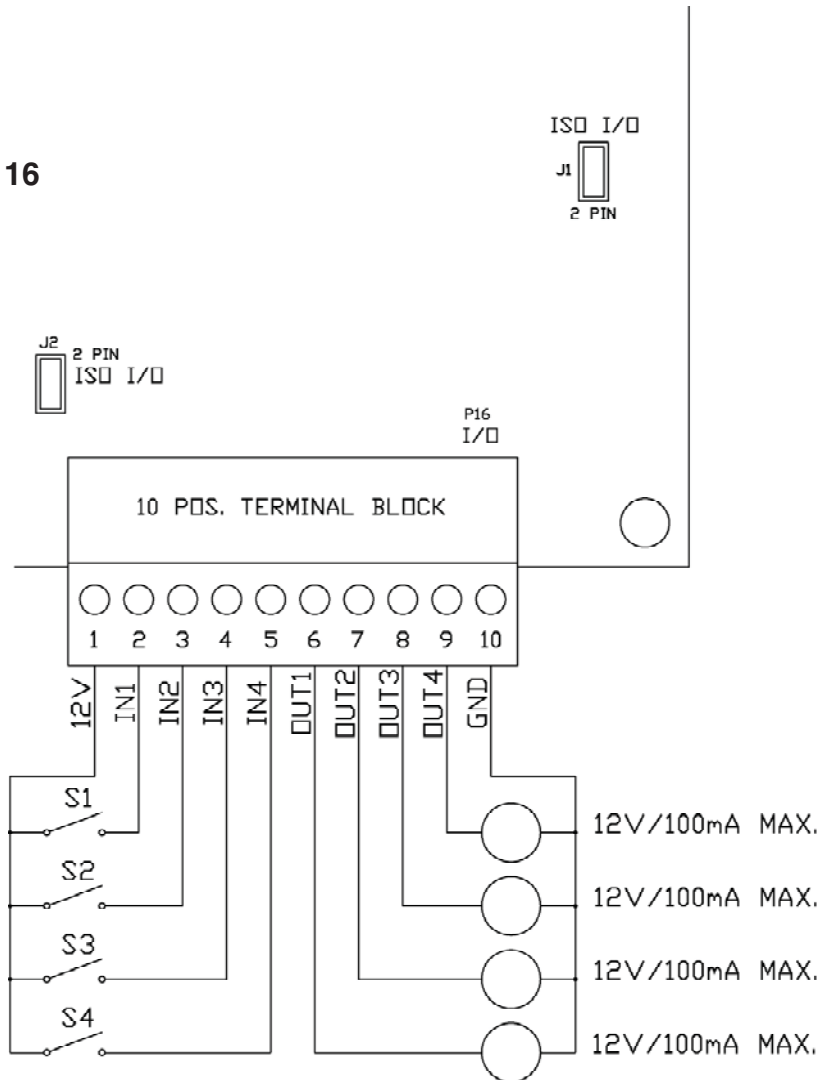 ISO I/O
16
J1
2 PIN
J2
2 PIN
ISO I/O
P16
I/O
10 POS. TERMINAL BLOCK
1 2 3 4 5 6 7 8 9 10
12V IN1 IN2 IN3 IN4 OUT1 OUT2 OUT3 OUT4 GND
S1
12V/100mA MAX.
S2
12V/100mA MAX.
S3
12V/100mA MAX.
S4
12V/100mA MAX.